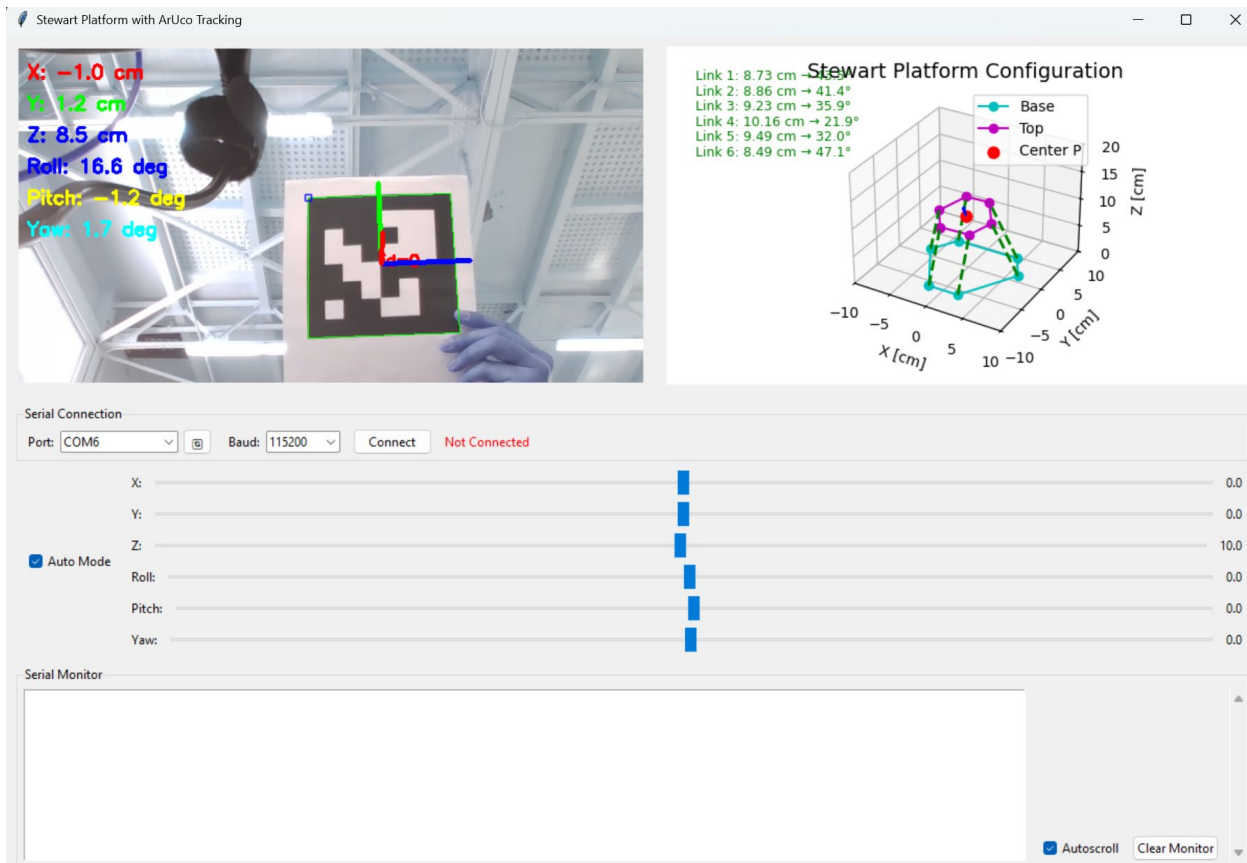 Stewart Platform with ArUco Tracking
X: -1.0 cm
Y: 1.2 cm
Z: 8.5 cm
Roll: 16.6 deg
Pitch: -1.2 deg
Yaw: 1.7 deg
Stewart Platform Configuration
Link 1: 8.73 cm →
Link 2: 8.86 cm → 41.4°
Link 3: 9.23 cm → 35.9°
Link 4: 10.16 cm → 21.9°
Link 5: 9.49 cm → 32.0°
Link 6: 8.49 cm → 47.1°
Base
Top
Center P
20
15
10
5
0
Z [cm]
10
5
0
−5
−10
Y [cm]
−10
−5
0
5
10
X [cm]
Serial Connection
Port: COM6 Baud: 115200 Connect Not Connected
X: 0.0
Y: 0.0
Z: 10.0
Auto Mode
Roll: 0.0
Pitch: 0.0
Yaw: 0.0
Serial Monitor
Autoscroll Clear Monitor